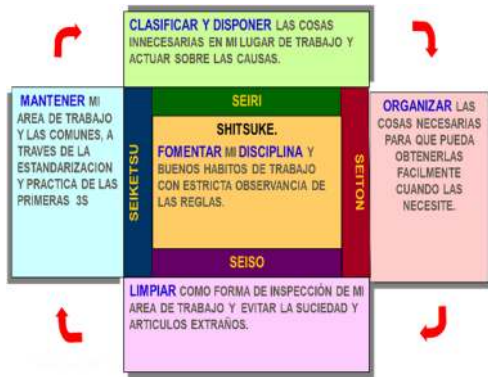 CLASIFICAR Y DISPONER LAS COSAS
INNECESARIAS EN MI LUGAR DE TRABAJO Y
ACTUAR SOBRE LAS CAUSAS.
MANTENER MI
AREA DE TRABAJO
Y LAS COMUNES, A
TRAVES DE LA
ESTANDARIZACION
Y PRACTICA DE LAS
PRIMERAS 3S
SEIKETSU
SEIRI
SHITSUKE.
FOMENTAR MI DISCIPLINA Y
BUENOS HABITOS DE TRABAJO
CON ESTRICTA OBSERVANCIA DE
LAS REGLAS.
SEISO
SEITON
ORGANIZAR LAS
COSAS NECESARIAS
PARA QUE PUEDA
OBTENERLAS
FACILMENTE
CUANDO LAS
NECESITE.
LIMPIAR COMO FORMA DE INSPECCIÓN DE MI
AREA DE TRABAJO Y EVITAR LA SUCIEDAD Y
ARTICULOS EXTRAÑOS.